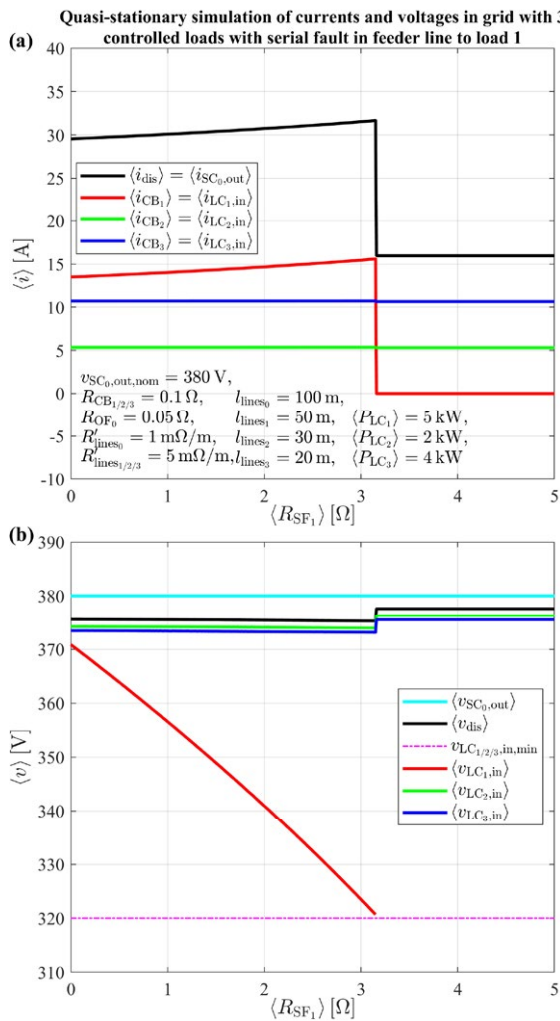 Quasi-stationary simulation of currents and voltages in grid with 3
controlled loads with serial fault in feeder line to load 1
(a)
40
35
30
25
20
15
10
5
0
-5
-10
⟨i⟩ [A]
⟨i_dis⟩ = ⟨i_SC₀,out⟩
⟨i_CB₁⟩ = ⟨i_LC₁,in⟩
⟨i_CB₂⟩ = ⟨i_LC₂,in⟩
⟨i_CB₃⟩ = ⟨i_LC₃,in⟩
v_SC₀,out,nom = 380 V,
R_CB₁/₂/₃ = 0.1 Ω, l_lines₀ = 100 m,
R_OF₀ = 0.05 Ω, l_lines₁ = 50 m, ⟨P_LC₁⟩ = 5 kW,
R′_lines₀ = 1 mΩ/m, l_lines₂ = 30 m, ⟨P_LC₂⟩ = 2 kW,
R′_lines₁/₂/₃ = 5 mΩ/m, l_lines₃ = 20 m, ⟨P_LC₃⟩ = 4 kW
0 1 2 3 4 5
⟨R_SF₁⟩ [Ω]
(b)
390
380
370
360
350
340
330
320
310
⟨v⟩ [V]
⟨v_SC₀,out⟩
⟨v_dis⟩
v_LC₁/₂/₃,in,min
⟨v_LC₁,in⟩
⟨v_LC₂,in⟩
⟨v_LC₃,in⟩
0 1 2 3 4 5
⟨R_SF₁⟩ [Ω]